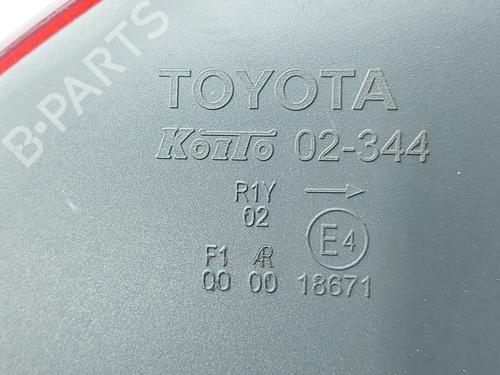 B-PARTS
TOYOTA
KOITO 02-344
R1Y →
02
E4
F1 AR
00 00 18671